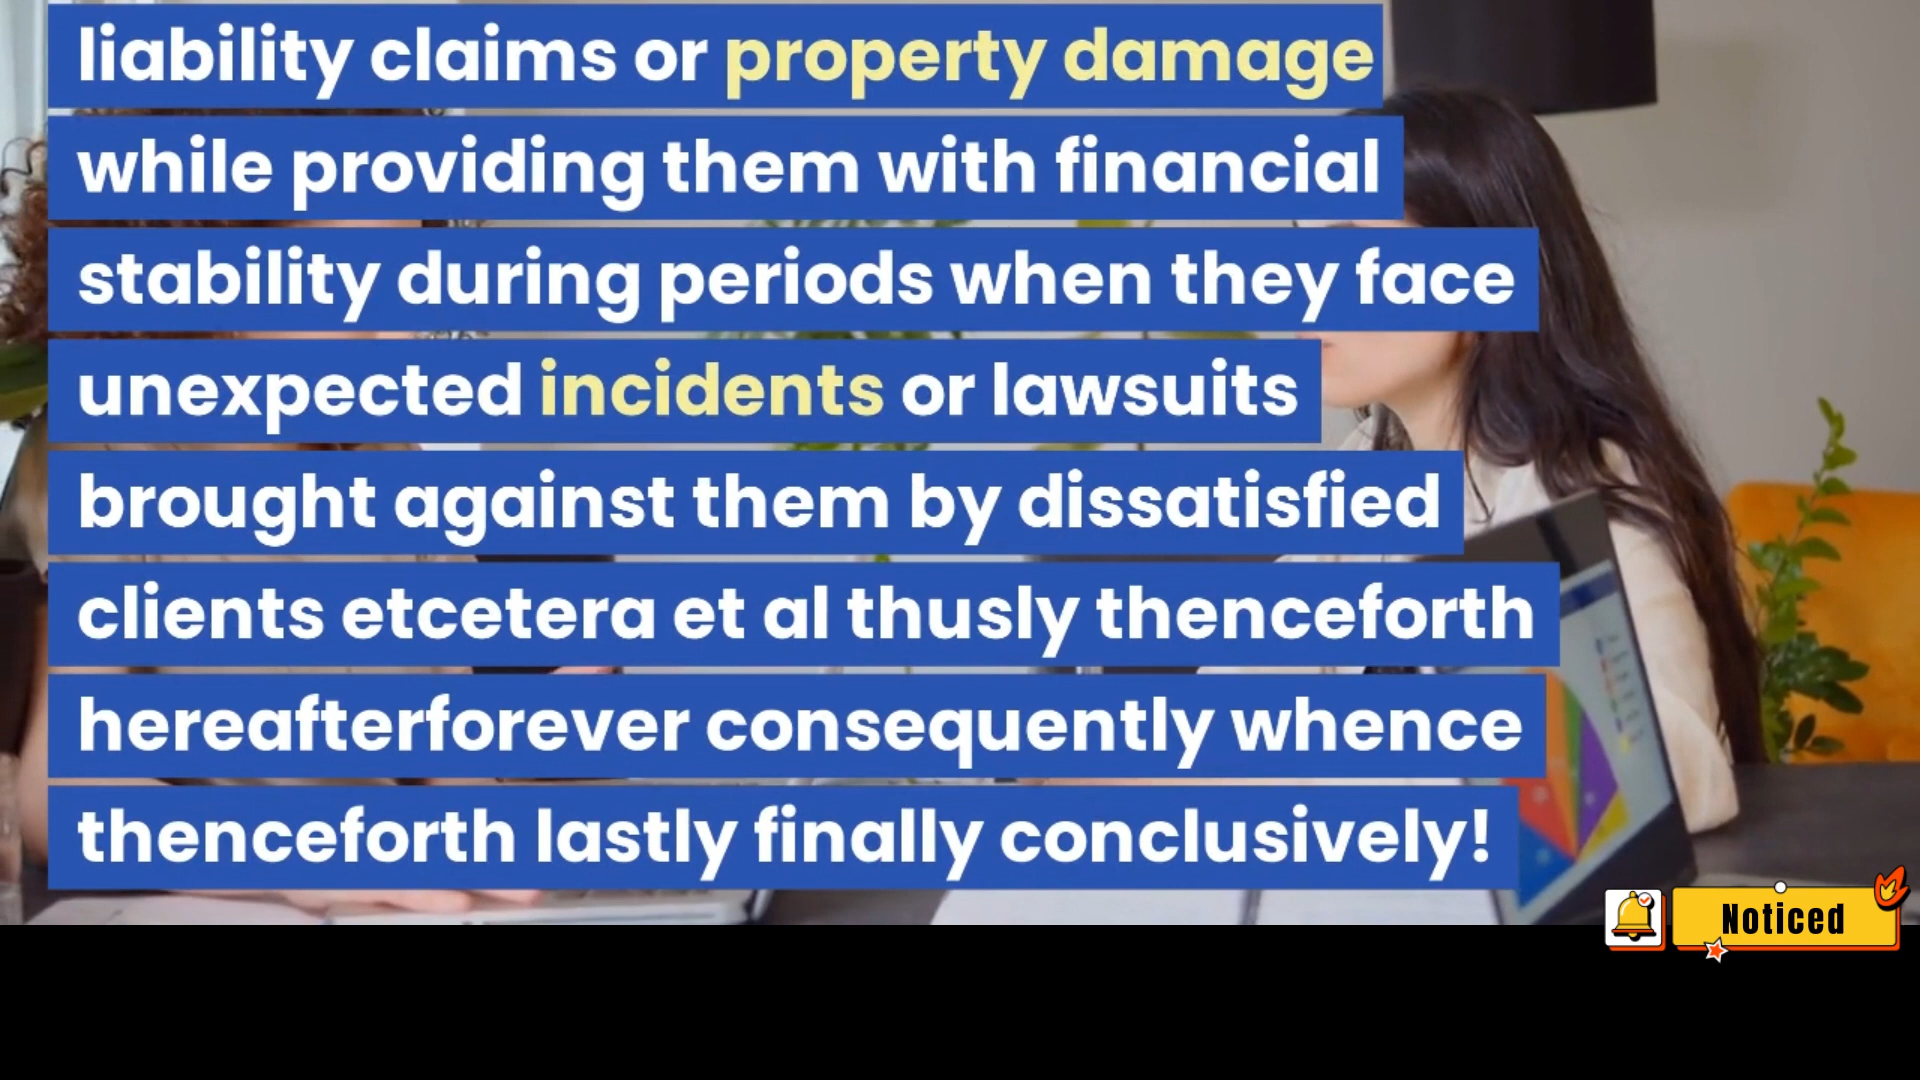 liability claims or property damage
while providing them with financial
stability during periods when they face
unexpected incidents or lawsuits
brought against them by dissatisfied
clients etcetera et al thusly thenceforth
hereafterforever consequently whence
thenceforth lastly finally conclusively!
Noticed